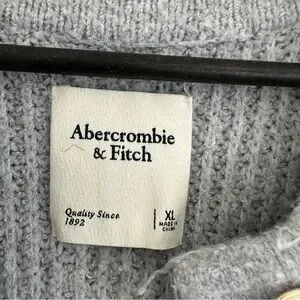 Abercrombie
& Fitch
Quality Since
1892
XL
MADE IN
CHINA